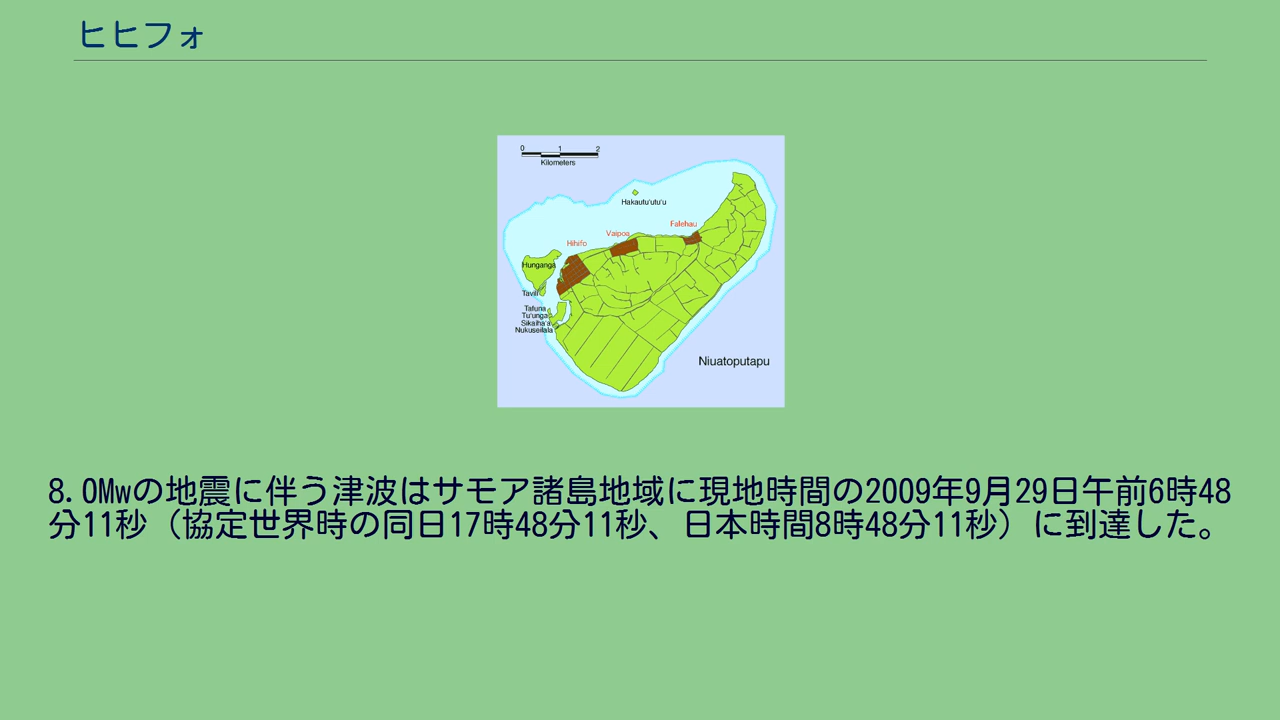 ヒヒフォ
0 1 2
Kilometers
Hakautu'utu'u
Falehau
Vaipoa
Hihifo
Hunganga
Tavili
Tafuna
Tu'unga
Sikaiha'a
Nukuseilala
Niuatoputapu
8.0Mwの地震に伴う津波はサモア諸島地域に現地時間の2009年9月29日午前6時48
分11秒（協定世界時の同日17時48分11秒、日本時間8時48分11秒）に到達した。